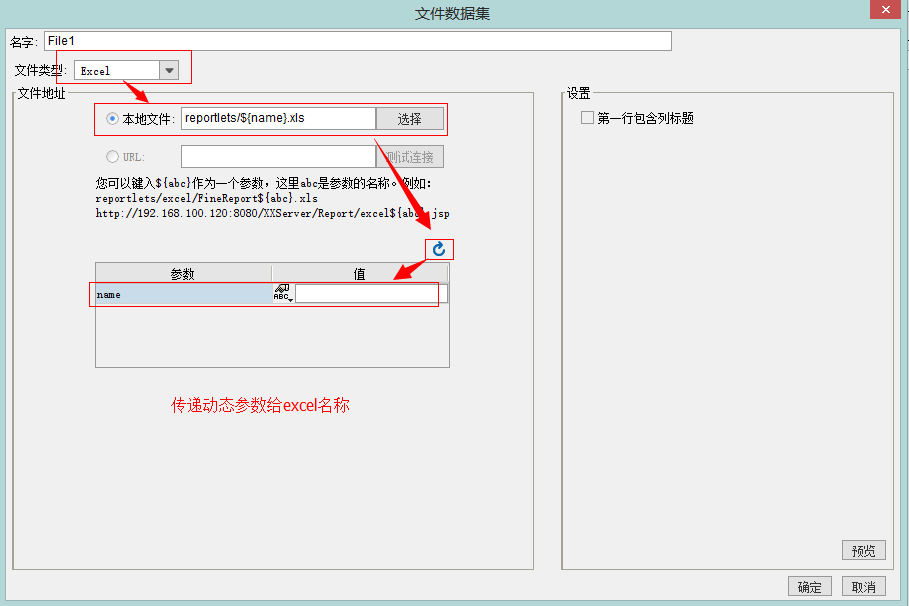 文件数据集
名字: File1
文件类型: Excel
文件地址
设置
本地文件: reportlets/${name}.xls 选择
第一行包含列标题
URL: 测试连接
您可以键入${abc}作为一个参数，这里abc是参数的名称。例如：
reportlets/excel/FineReport${abc}.xls
http://192.168.100.120:8080/XXServer/Report/excel${abc}.jsp
参数 值
name ABC
传递动态参数给excel名称
预览
确定 取消